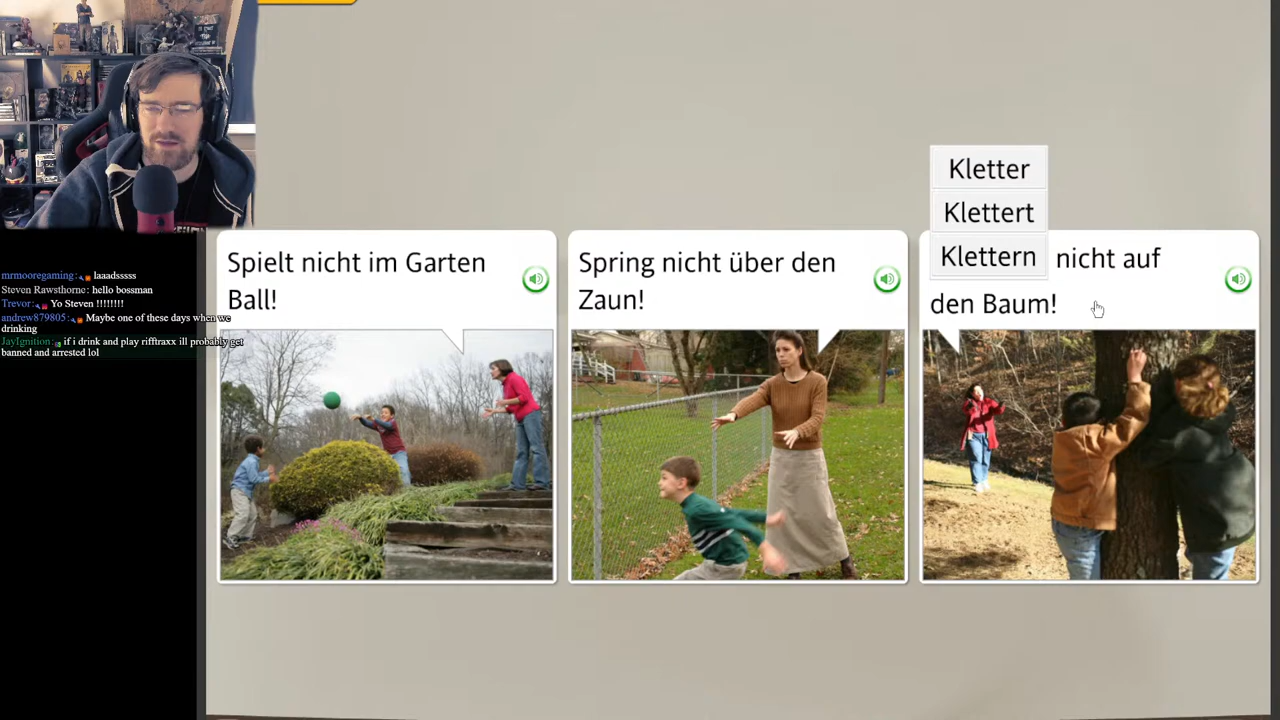 mrmooregaming: laaadsssss
Steven Rawsthorne: hello bossman
Trevor: Yo Steven !!!!!!!!
andrew879805: Maybe one of these days when we
drinking
JayIgnition: if i drink and play rifftraxx ill probably get
banned and arrested lol
Spielt nicht im Garten
Ball!
Spring nicht über den
Zaun!
Kletter
Klettert
Klettern nicht auf
den Baum!